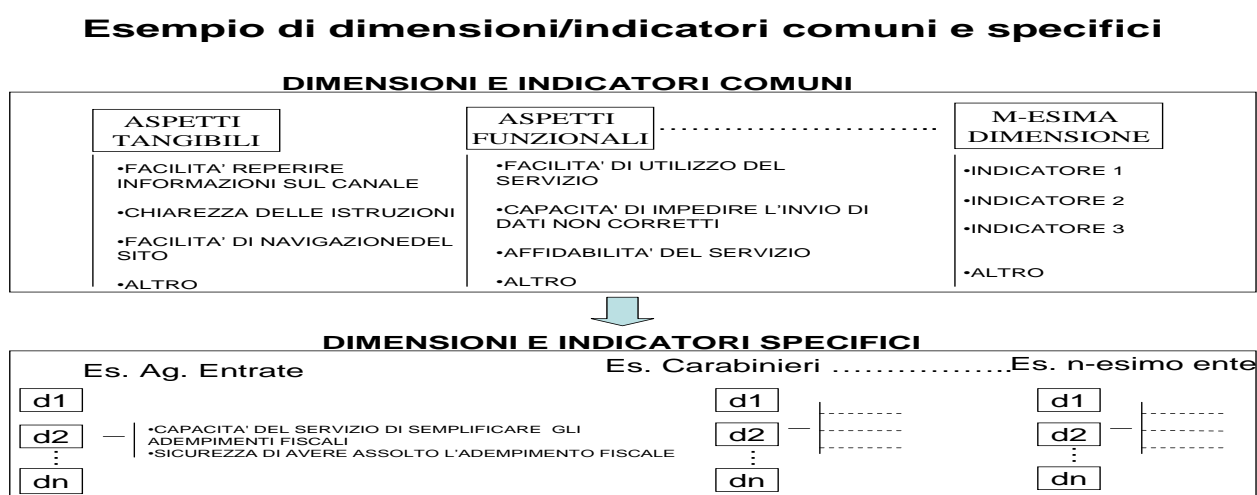 Esempio di dimensioni/indicatori comuni e specifici
DIMENSIONI E INDICATORI COMUNI
ASPETTI
TANGIBILI
•FACILITA' REPERIRE
INFORMAZIONI SUL CANALE
•CHIAREZZA DELLE ISTRUZIONI
•FACILITA' DI NAVIGAZIONEDEL
SITO
•ALTRO
ASPETTI
FUNZIONALI
•FACILITA' DI UTILIZZO DEL
SERVIZIO
•CAPACITA' DI IMPEDIRE L'INVIO DI
DATI NON CORRETTI
•AFFIDABILITA' DEL SERVIZIO
•ALTRO
M-ESIMA
DIMENSIONE
•INDICATORE 1
•INDICATORE 2
•INDICATORE 3
•ALTRO
DIMENSIONI E INDICATORI SPECIFICI
Es. Ag. Entrate
d1
d2
dn
•CAPACITA' DEL SERVIZIO DI SEMPLIFICARE GLI
ADEMPIMENTI FISCALI
•SICUREZZA DI AVERE ASSOLTO L'ADEMPIMENTO FISCALE
Es. Carabinieri ................
d1
d2
dn
Es. n-esimo ente
d1
d2
dn